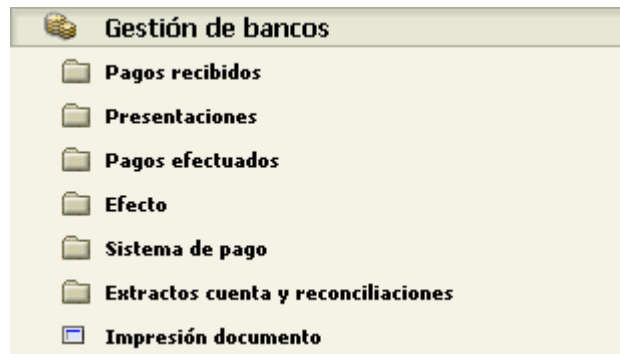 Gestión de bancos
Pagos recibidos
Presentaciones
Pagos efectuados
Efecto
Sistema de pago
Extractos cuenta y reconciliaciones
Impresión documento